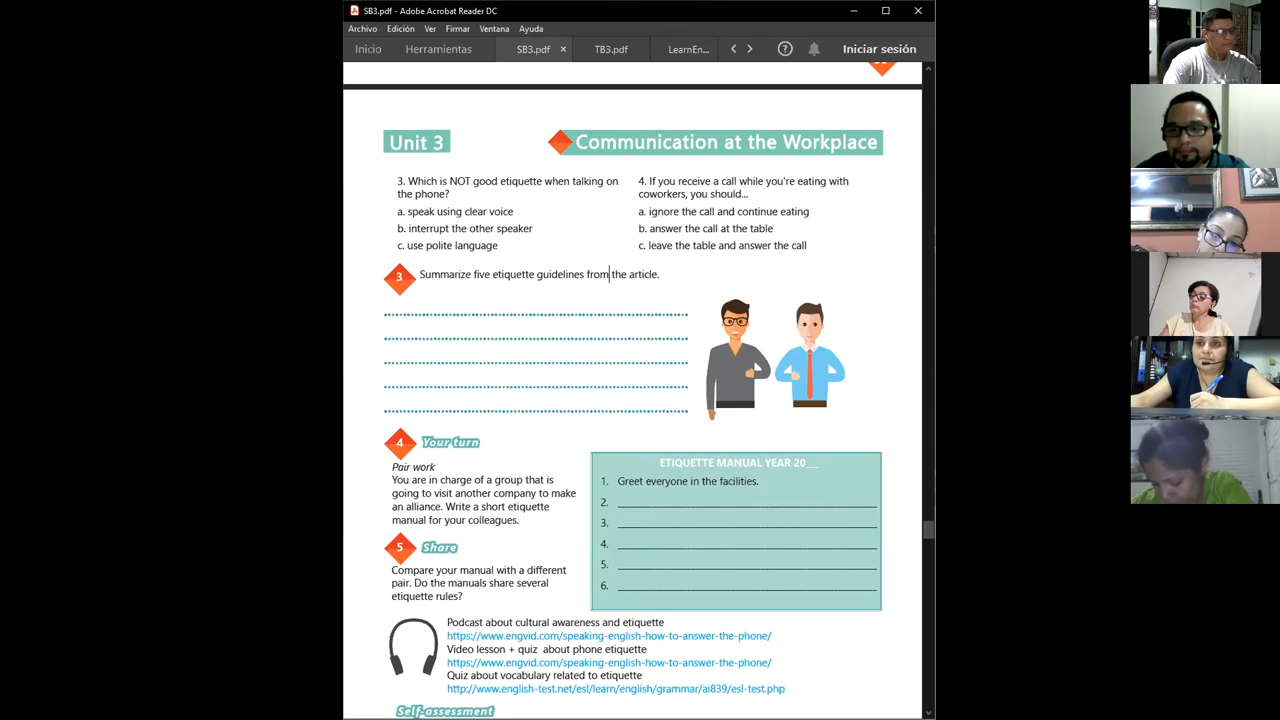 SB3.pdf - Adobe Acrobat Reader DC
Archivo Edición Ver Firmar Ventana Ayuda
Inicio Herramientas SB3.pdf × TB3.pdf LearnEn... Iniciar sesión
Unit 3
Communication at the Workplace
3. Which is NOT good etiquette when talking on
the phone?
a. speak using clear voice
b. interrupt the other speaker
c. use polite language
4. If you receive a call while you're eating with
coworkers, you should...
a. ignore the call and continue eating
b. answer the call at the table
c. leave the table and answer the call
3 Summarize five etiquette guidelines from the article.
4 Your turn
Pair work
You are in charge of a group that is
going to visit another company to make
an alliance. Write a short etiquette
manual for your colleagues.
5 Share
Compare your manual with a different
pair. Do the manuals share several
etiquette rules?
ETIQUETTE MANUAL YEAR 20__
1. Greet everyone in the facilities.
2.
3.
4.
5.
6.
Podcast about cultural awareness and etiquette
https://www.engvid.com/speaking-english-how-to-answer-the-phone/
Video lesson + quiz about phone etiquette
https://www.engvid.com/speaking-english-how-to-answer-the-phone/
Quiz about vocabulary related to etiquette
http://www.english-test.net/esl/learn/english/grammar/ai839/esl-test.php
Self-assessment